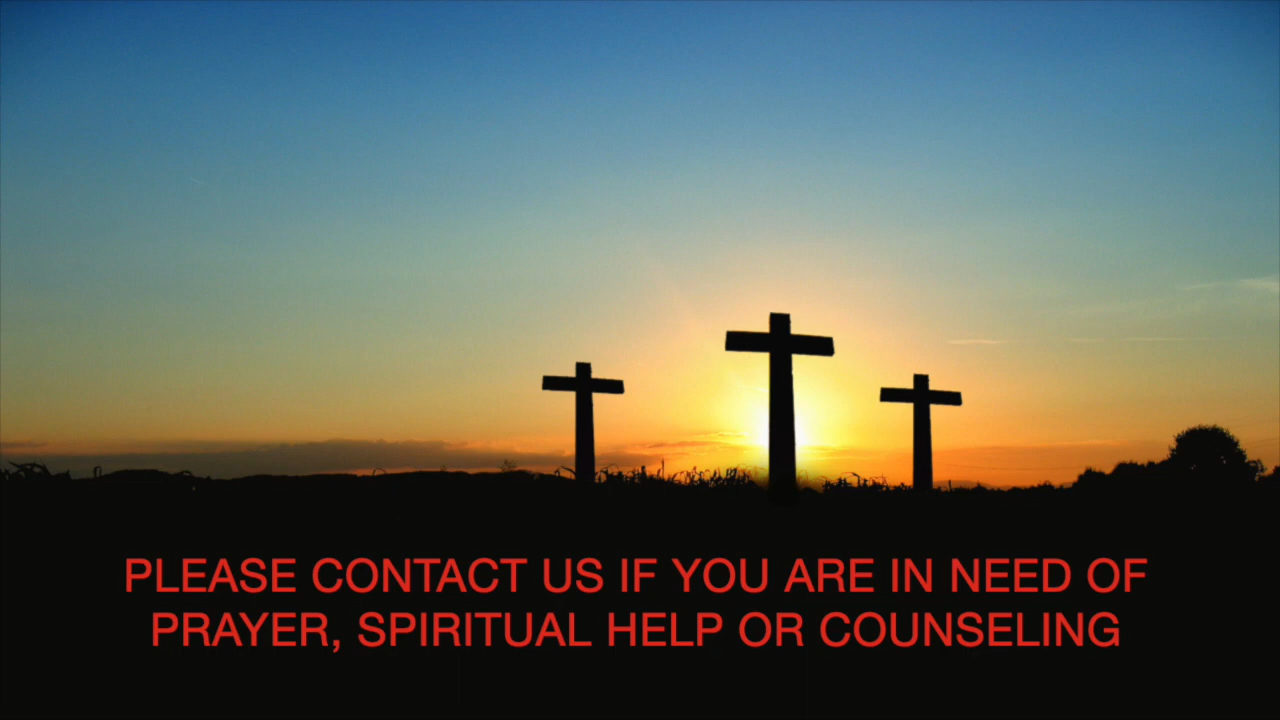 PLEASE CONTACT US IF YOU ARE IN NEED OF
PRAYER, SPIRITUAL HELP OR COUNSELING